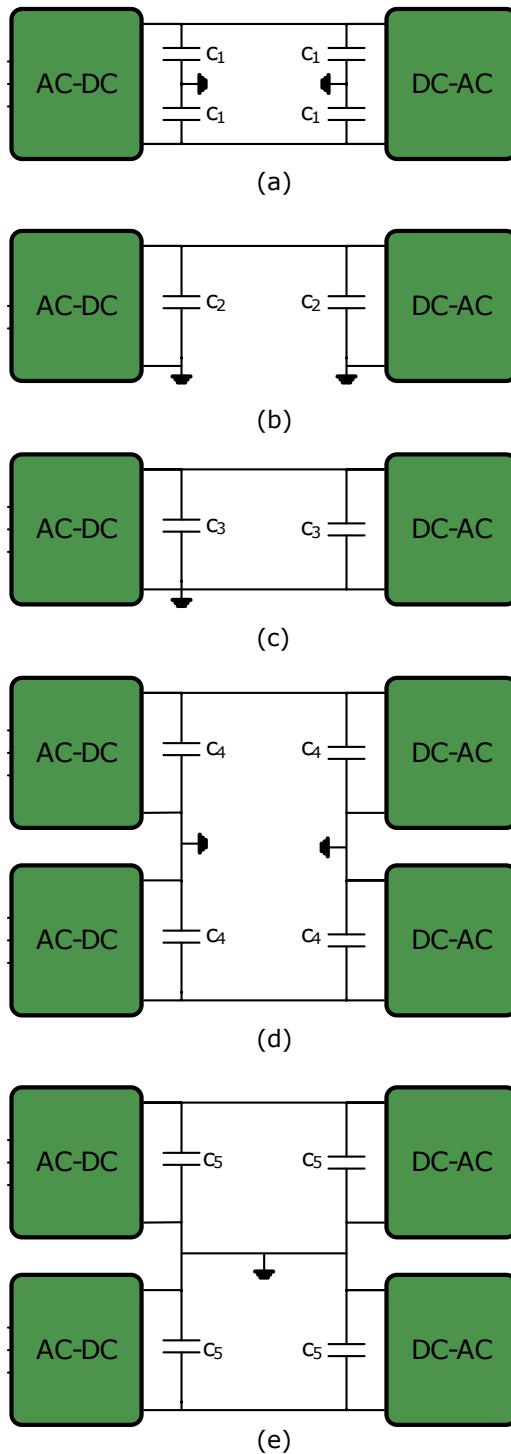 C1 C1
AC-DC DC-AC
C1 C1
(a)
AC-DC C2 C2 DC-AC
(b)
AC-DC C3 C3 DC-AC
(c)
AC-DC C4 C4 DC-AC
AC-DC C4 C4 DC-AC
(d)
AC-DC C5 C5 DC-AC
AC-DC C5 C5 DC-AC
(e)